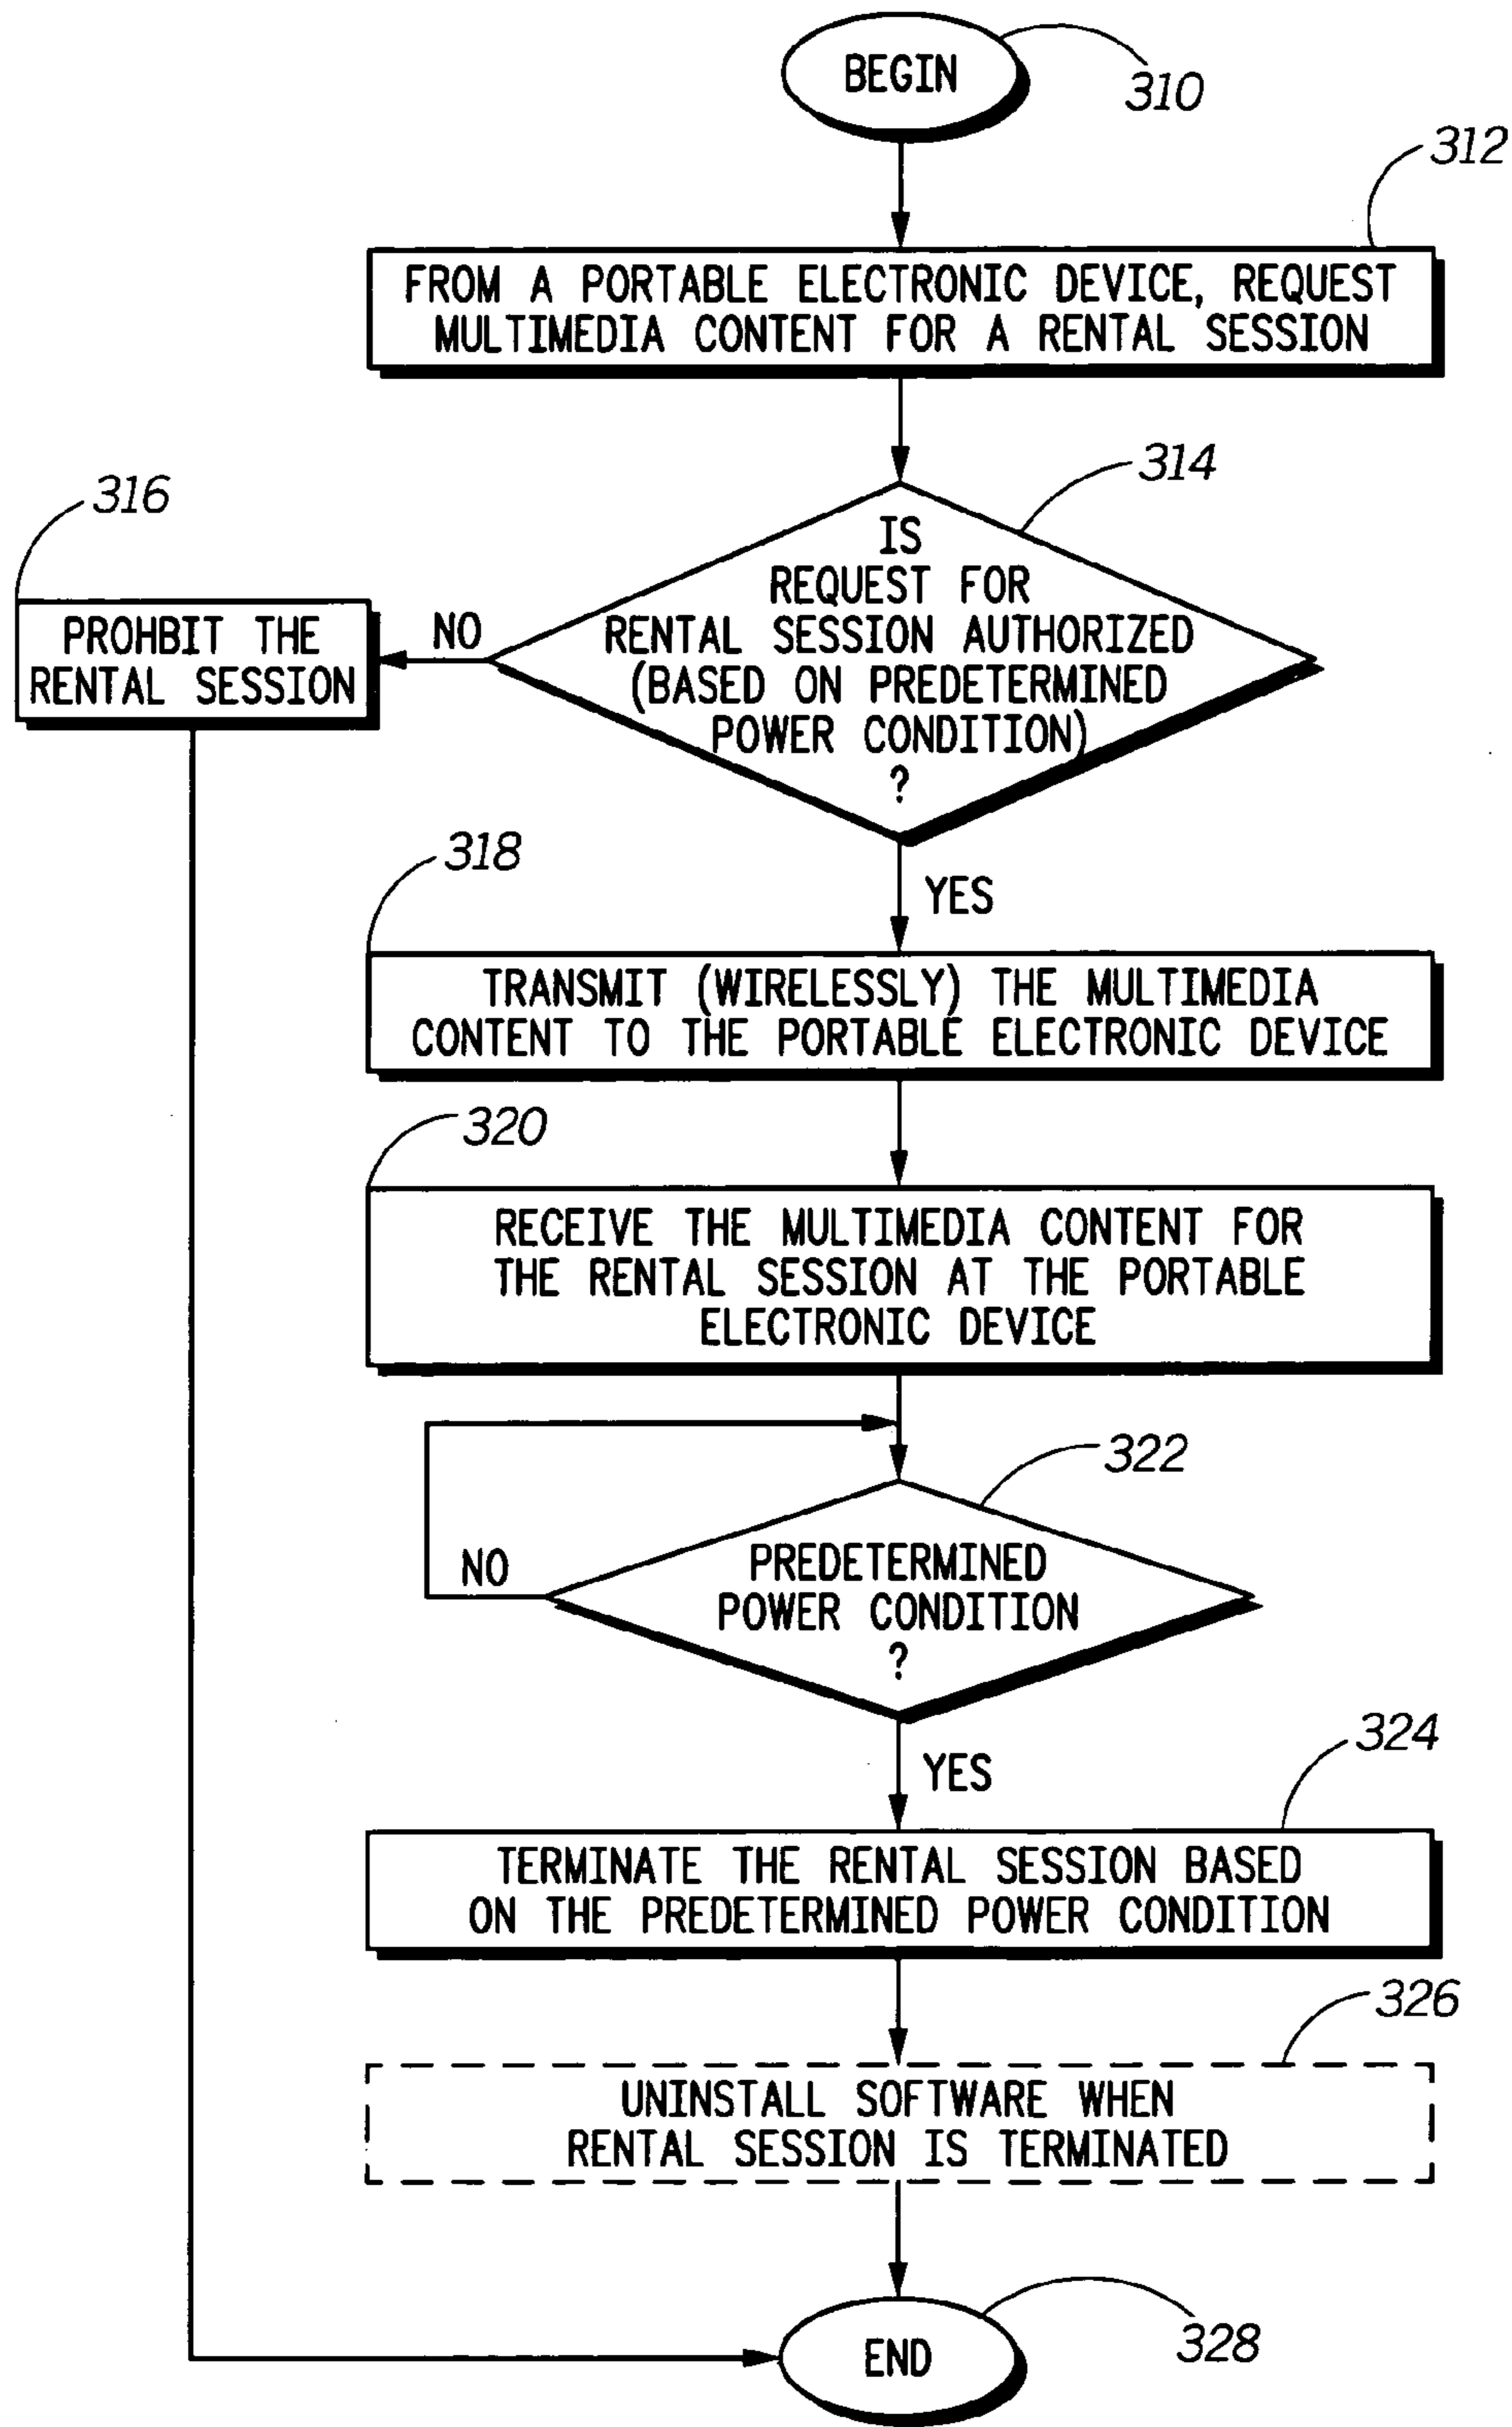 BEGIN
310
312
FROM A PORTABLE ELECTRONIC DEVICE, REQUEST
MULTIMEDIA CONTENT FOR A RENTAL SESSION
314
IS
REQUEST FOR
RENTAL SESSION AUTHORIZED
(BASED ON PREDETERMINED
POWER CONDITION)
?
NO
316
PROHBIT THE
RENTAL SESSION
YES
318
TRANSMIT (WIRELESSLY) THE MULTIMEDIA
CONTENT TO THE PORTABLE ELECTRONIC DEVICE
320
RECEIVE THE MULTIMEDIA CONTENT FOR
THE RENTAL SESSION AT THE PORTABLE
ELECTRONIC DEVICE
322
PREDETERMINED
POWER CONDITION
?
NO
YES
324
TERMINATE THE RENTAL SESSION BASED
ON THE PREDETERMINED POWER CONDITION
326
UNINSTALL SOFTWARE WHEN
RENTAL SESSION IS TERMINATED
END
328